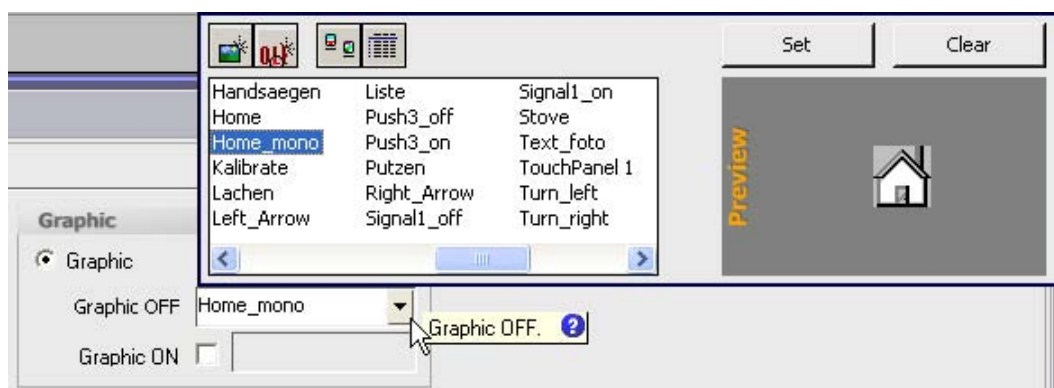 Set Clear
Handsaegen Liste Signal1_on
Home Push3_off Stove
Home_mono Push3_on Text_foto
Kalibrate Putzen TouchPanel 1
Lachen Right_Arrow Turn_left
Left_Arrow Signal1_off Turn_right
Preview
Graphic
Graphic
Graphic OFF Home_mono
Graphic OFF. ?
Graphic ON